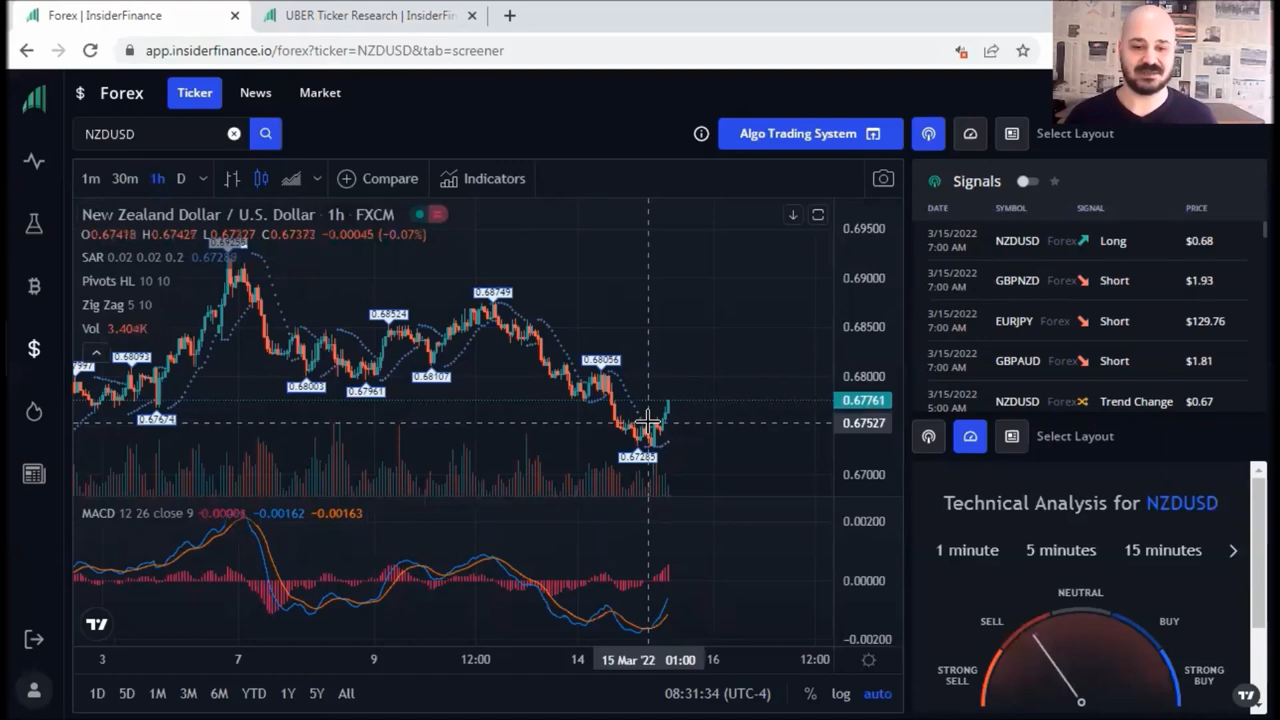 Forec | InsiderFinance
UBER Ticker Research | InsiderFin
app.insiderfinance.io/forex?ticker=NZDUSD&tab=screener
$ Forex Ticker News Market
NZDUSD
Algo Trading System
Select Layout
1m 30m 1h D
Compare
Indicators
New Zealand Dollar / U.S. Dollar · 1h · FXCM
O0.67418 H0.67427 L0.67327 C0.67373 -0.00045 (-0.07%)
SAR 0.02 0.02 0.2
Pivots HL 10 10
Zig Zag 5 10
Vol 3.404K
0.68749
0.68524
0.68093
0.68056
0.68107
0.68003
0.67961
0.67674
0.67285
0.69500
0.69000
0.68500
0.68000
0.67761
0.67527
0.67000
MACD 12 26 close 9 -0.00162 -0.00163
0.00200
0.00000
-0.00200
3
7
9
12:00
14
15 Mar '22 01:00
16
12:00
1D 5D 1M 3M 6M YTD 1Y 5Y All
08:31:34 (UTC-4)
% log auto
Signals
DATE SYMBOL SIGNAL PRICE
3/15/2022
7:00 AM
NZDUSD Forex Long $0.68
3/15/2022
7:00 AM
GBPNZD Forex Short $1.93
3/15/2022
7:00 AM
EURJPY Forex Short $129.76
3/15/2022
7:00 AM
GBPAUD Forex Short $1.81
3/15/2022
5:00 AM
NZDUSD Forex Trend Change $0.67
Select Layout
Technical Analysis for NZDUSD
1 minute 5 minutes 15 minutes
NEUTRAL
SELL
BUY
STRONG
SELL
STRONG
BUY